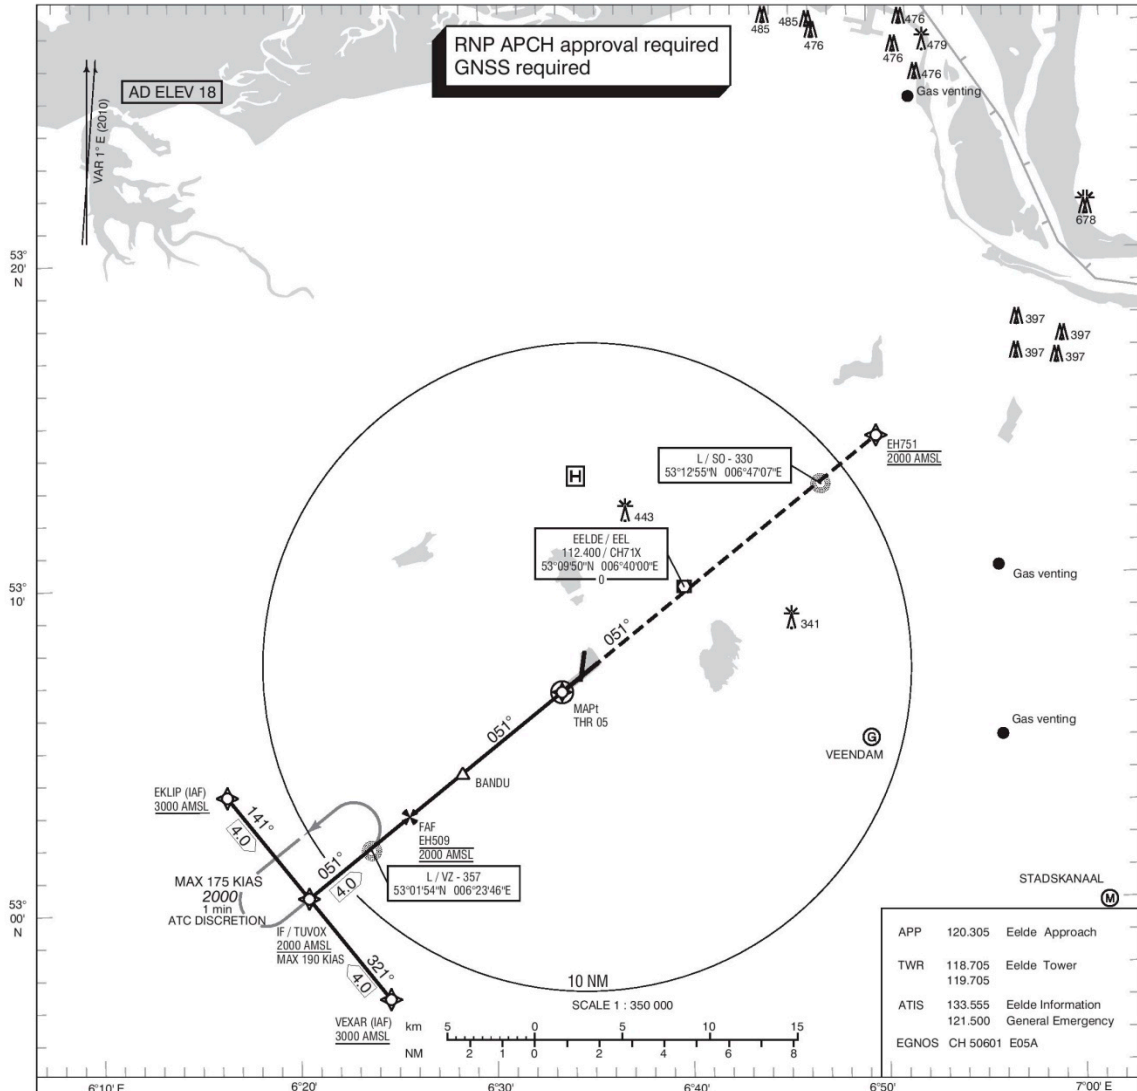 RNP APCH approval required
GNSS required
AD ELEV 18
VAR 1° E (2010)
485
485
476
476
476
479
476
Gas venting
678
53°
20'
N
397
397
397
397
EH751
2000 AMSL
L / SO - 330
53°12'55"N 006°47'07"E
443
EELDE / EEL
112.400 / CH71X
53°09'50"N 006°40'00"E
0
53°
10'
Gas venting
341
051°
MAPt
THR 05
051°
Gas venting
G
VEENDAM
BANDU
EKLIP (IAF)
3000 AMSL
141°
4.0
FAF
EH509
2000 AMSL
051°
4.0
L / VZ - 357
53°01'54"N 006°23'46"E
MAX 175 KIAS
2000
1 min
ATC DISCRETION
53°
00'
N
IF / TUVOX
2000 AMSL
MAX 190 KIAS
321°
4.0
VEXAR (IAF)
3000 AMSL
STADSKANAAL
M
10 NM
SCALE 1 : 350 000
km 5 0 5 10 15
NM 2 1 0 2 4 6 8
APP 120.305 Eelde Approach
TWR 118.705 Eelde Tower
119.705
ATIS 133.555 Eelde Information
121.500 General Emergency
EGNOS CH 50601 E05A
6°10' E 6°20' 6°30' 6°40' 6°50' 7°00' E
H